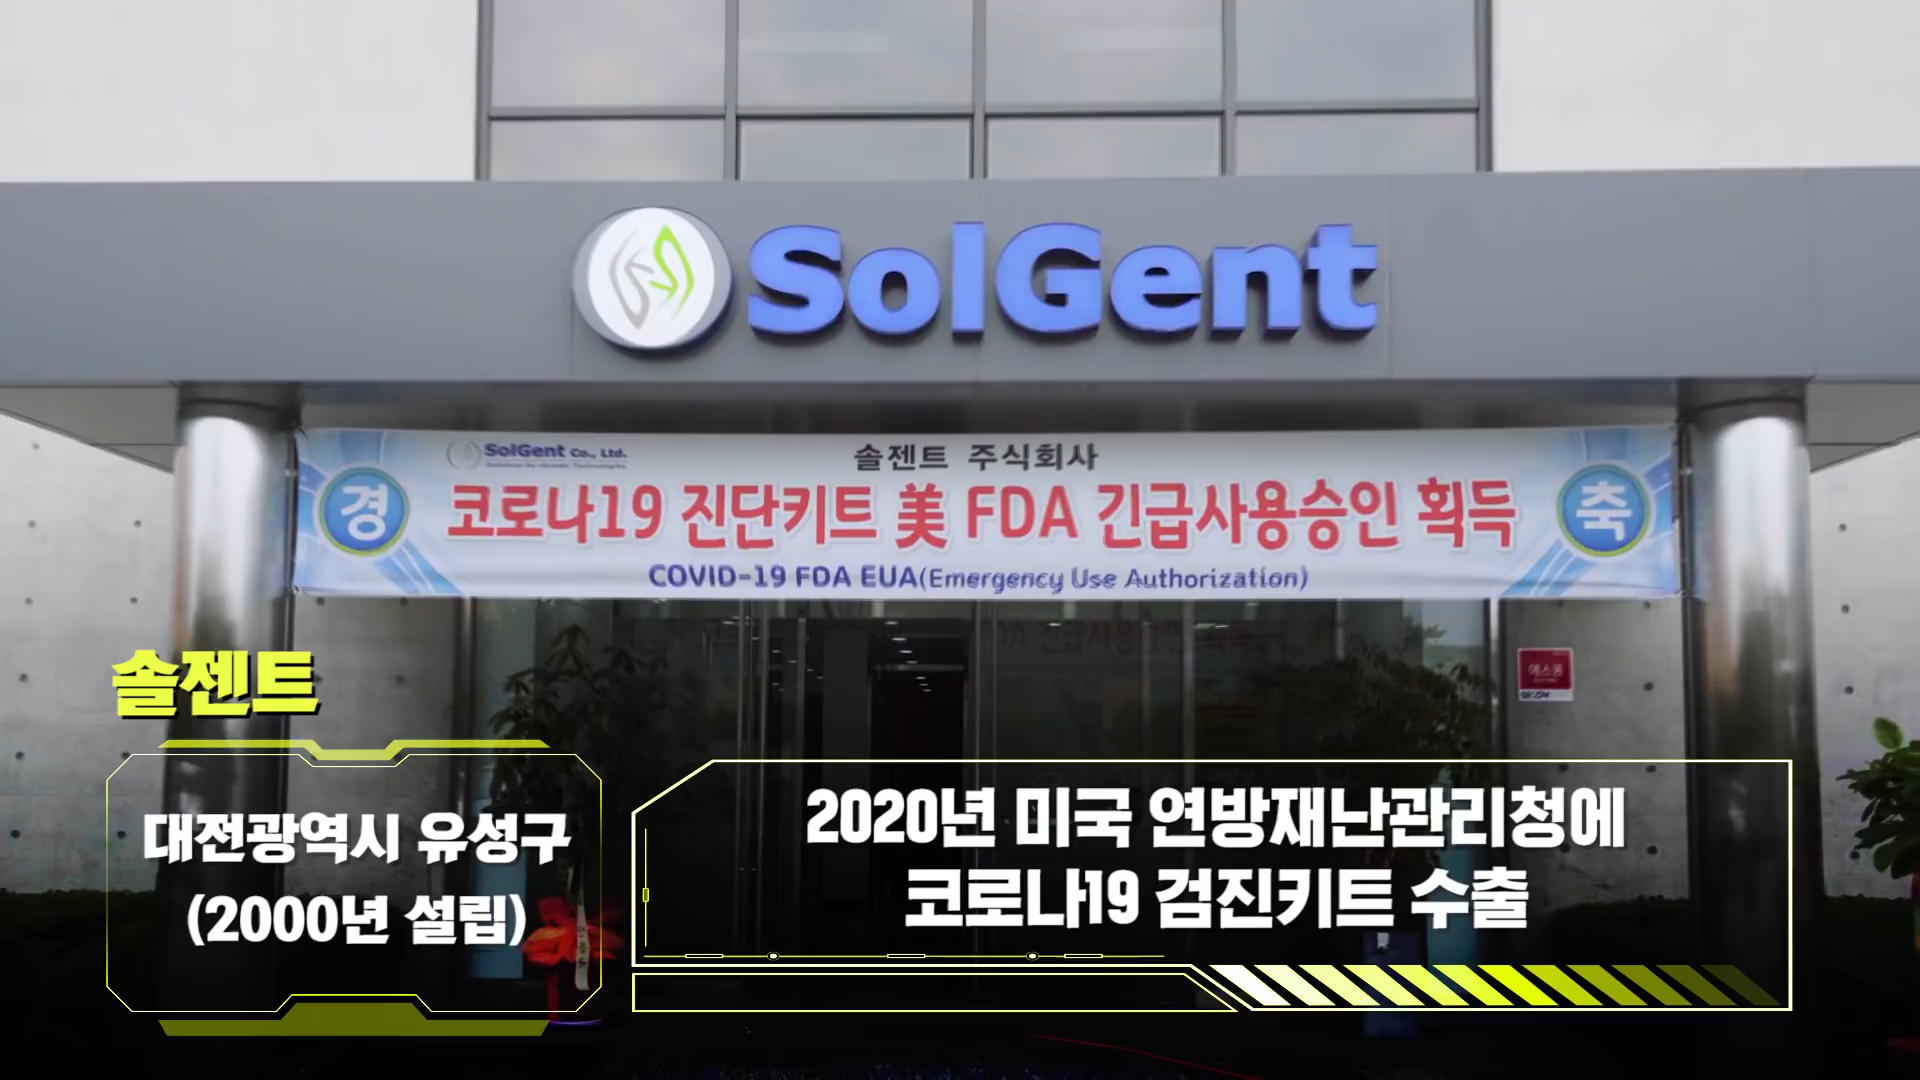 SolGent
SolGent Co., Ltd.
솔젠트 주식회사
경
코로나19 진단키트 美 FDA 긴급사용승인 획득
축
COVID-19 FDA EUA(Emergency Use Authorization)
에스원
SECOM
솔젠트
대전광역시 유성구
(2000년 설립)
2020년 미국 연방재난관리청에
코로나19 검진키트 수출